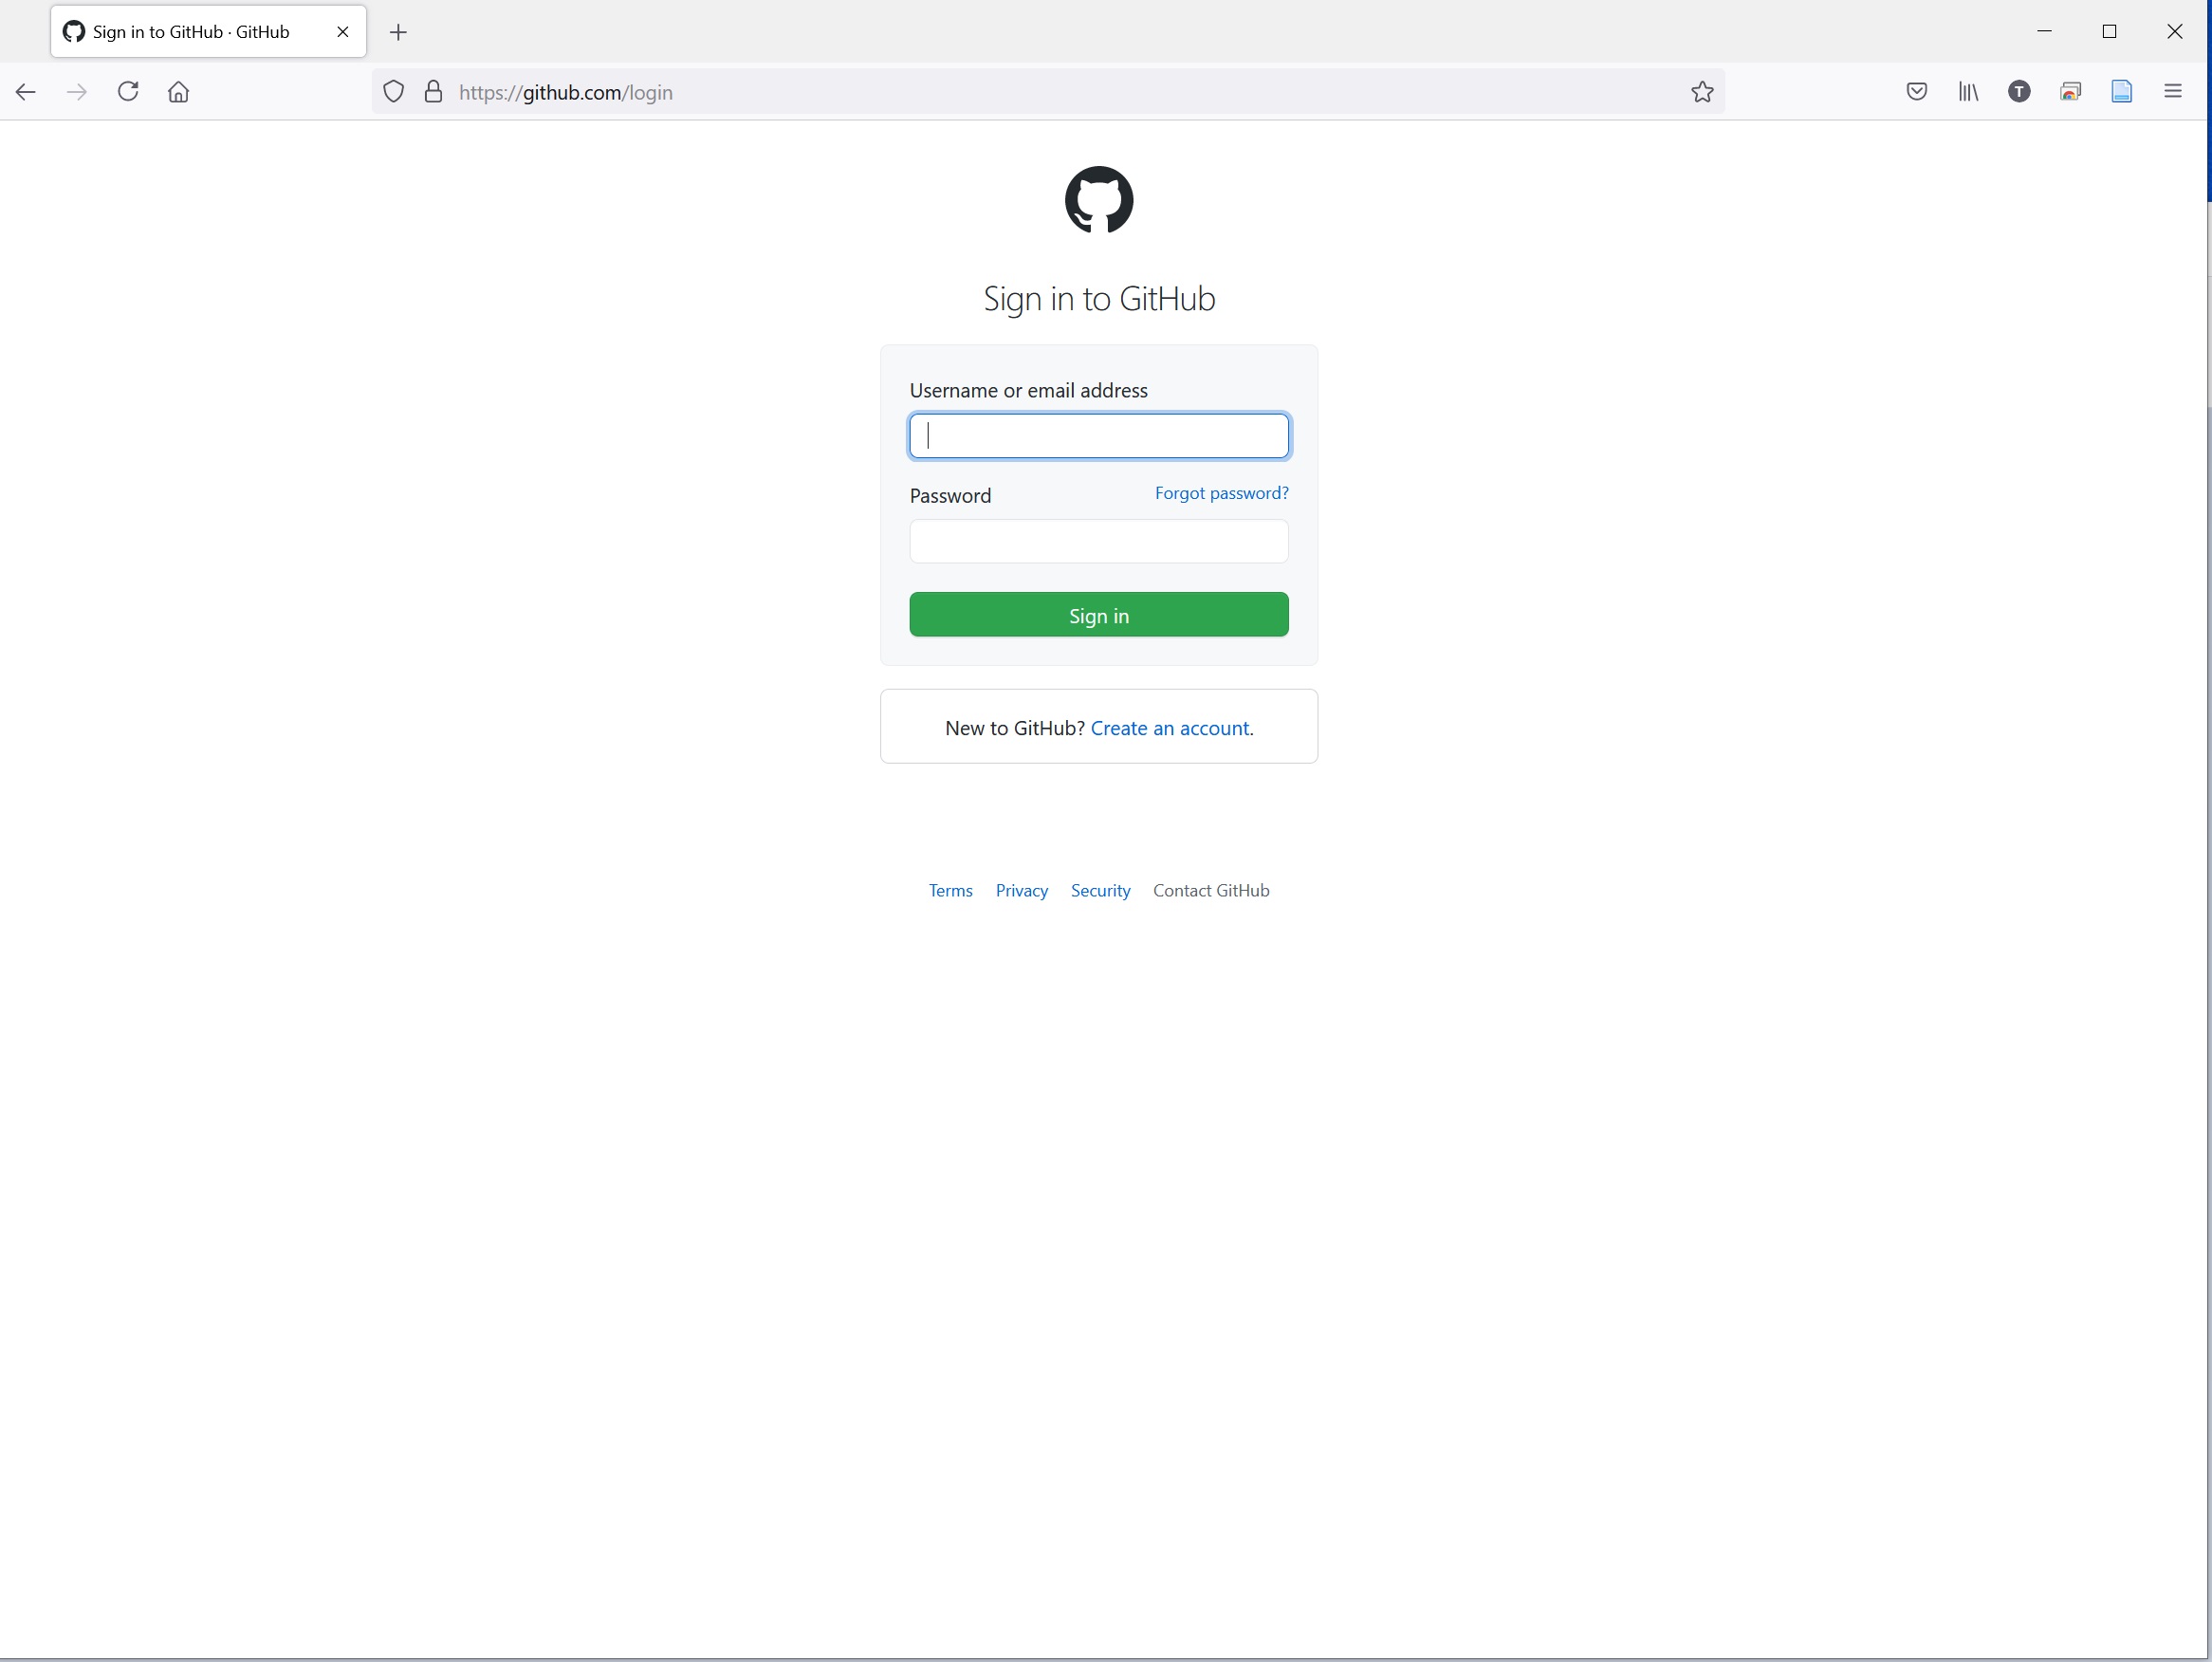 Sign in to GitHub · GitHub
https://github.com/login
T
Sign in to GitHub
Username or email address
Password
Forgot password?
Sign in
New to GitHub? Create an account.
Terms Privacy Security Contact GitHub